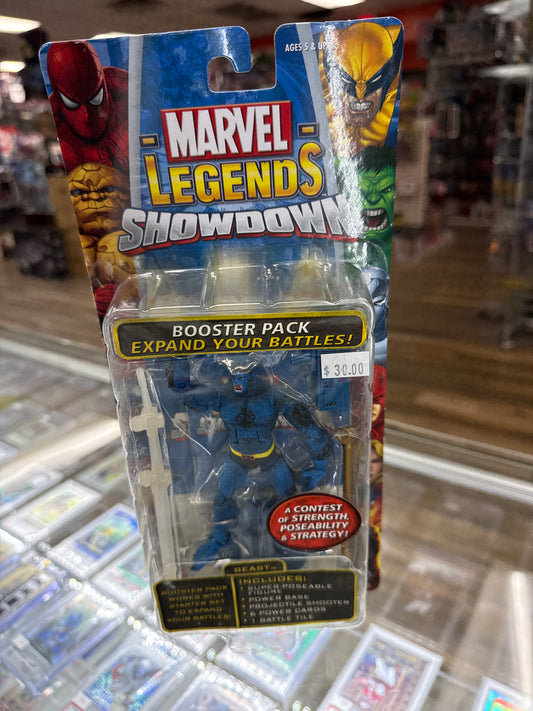 AGES 5 & UP
MARVEL
LEGENDS
SHOWDOWN
BOOSTER PACK
EXPAND YOUR BATTLES!
$ 30.00
A CONTEST
OF STRENGTH,
POSEABILITY
& STRATEGY!
BEAST™
BOOSTER PACK
WORKS WITH
STARTER SET
TO EXPAND
YOUR BATTLES!
INCLUDES:
• SUPER-POSEABLE
FIGURE
• POWER BASE
• PROJECTILE SHOOTER
• 6 POWER CARDS
• 1 BATTLE TILE